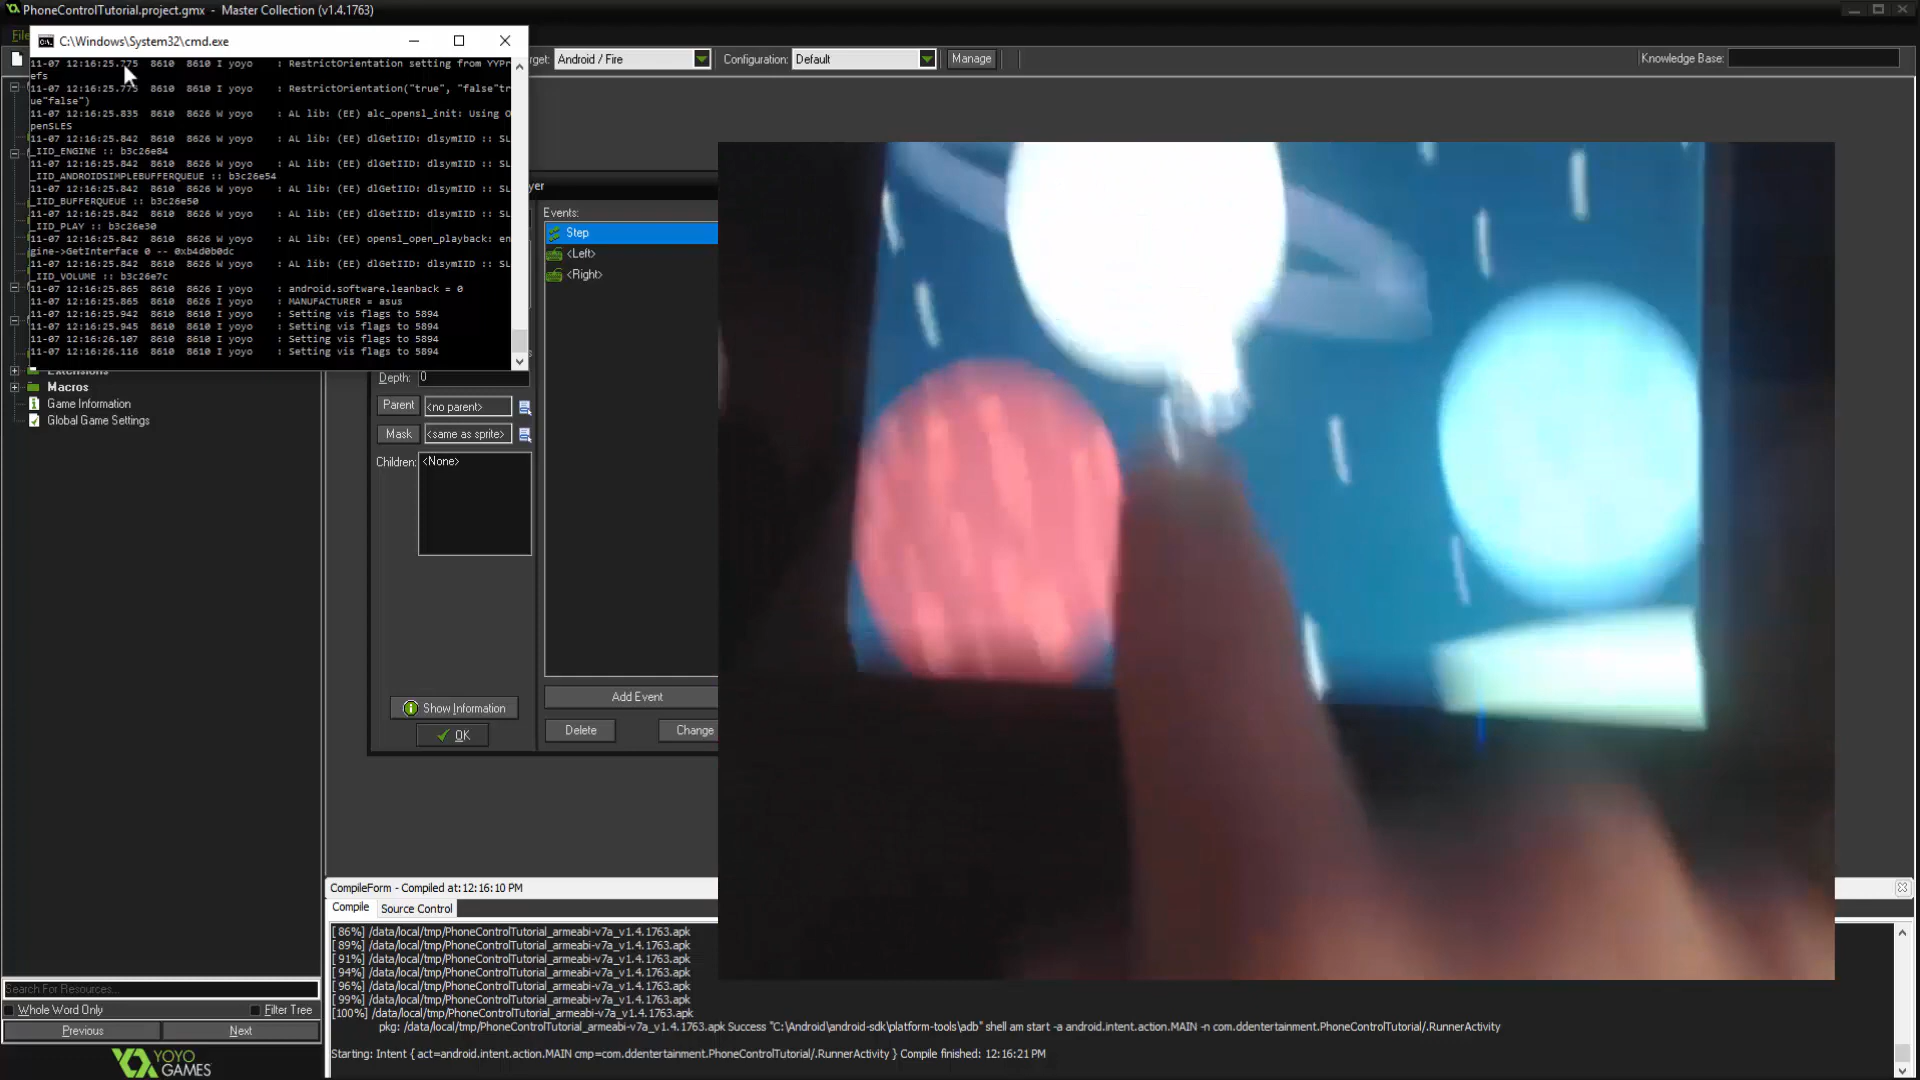 PhoneControlTutorial.project.gmx - Master Collection (v1.4.1763)
File
C:\Windows\System32\cmd.exe
11-07 12:16:25.775 8610 8610 I yoyo : RestrictOrientation setting from YYPr
efs
11-07 12:16:25.775 8610 8610 I yoyo : RestrictOrientation("true", "false"tr
ue"false")
11-07 12:16:25.835 8610 8626 W yoyo : AL lib: (EE) alc_opensl_init: Using O
penSLES
11-07 12:16:25.842 8610 8626 W yoyo : AL lib: (EE) dlGetIID: dlsymIID :: SL
_IID_ENGINE :: b3c26e84
11-07 12:16:25.842 8610 8626 W yoyo : AL lib: (EE) dlGetIID: dlsymIID :: SL
_IID_ANDROIDSIMPLEBUFFERQUEUE :: b3c26e54
11-07 12:16:25.842 8610 8626 W yoyo : AL lib: (EE) dlGetIID: dlsymIID :: SL
_IID_BUFFERQUEUE :: b3c26e50
11-07 12:16:25.842 8610 8626 W yoyo : AL lib: (EE) dlGetIID: dlsymIID :: SL
_IID_PLAY :: b3c26e30
11-07 12:16:25.842 8610 8626 W yoyo : AL lib: (EE) opensl_open_playback: en
gine->GetInterface 0 -- 0xb4d0b0dc
11-07 12:16:25.842 8610 8626 W yoyo : AL lib: (EE) dlGetIID: dlsymIID :: SL
_IID_VOLUME :: b3c26e7c
11-07 12:16:25.865 8610 8626 I yoyo : android.software.leanback = 0
11-07 12:16:25.865 8610 8626 I yoyo : MANUFACTURER = asus
11-07 12:16:25.942 8610 8610 I yoyo : Setting vis flags to 5894
11-07 12:16:25.945 8610 8610 I yoyo : Setting vis flags to 5894
11-07 12:16:26.107 8610 8610 I yoyo : Setting vis flags to 5894
11-07 12:16:26.116 8610 8610 I yoyo : Setting vis flags to 5894
get: Android / Fire Configuration: Default Manage Knowledge Base:
yer
Events:
Step
<Left>
<Right>
Extensions
Macros
Game Information
Global Game Settings
Depth: 0
Parent <no parent>
Mask <same as sprite>
Children: <None>
Show Information
OK
Add Event
Delete Change
CompileForm - Compiled at:12:16:10 PM
Compile Source Control
[ 86%] /data/local/tmp/PhoneControlTutorial_armeabi-v7a_v1.4.1763.apk
[ 89%] /data/local/tmp/PhoneControlTutorial_armeabi-v7a_v1.4.1763.apk
[ 91%] /data/local/tmp/PhoneControlTutorial_armeabi-v7a_v1.4.1763.apk
[ 94%] /data/local/tmp/PhoneControlTutorial_armeabi-v7a_v1.4.1763.apk
[ 96%] /data/local/tmp/PhoneControlTutorial_armeabi-v7a_v1.4.1763.apk
[ 99%] /data/local/tmp/PhoneControlTutorial_armeabi-v7a_v1.4.1763.apk
[100%] /data/local/tmp/PhoneControlTutorial_armeabi-v7a_v1.4.1763.apk
pkg: /data/local/tmp/PhoneControlTutorial_armeabi-v7a_v1.4.1763.apk Success "C:\Android\android-sdk\platform-tools\adb" shell am start -a android.intent.action.MAIN -n com.ddentertainment.PhoneControlTutorial/.RunnerActivity
Starting: Intent { act=android.intent.action.MAIN cmp=com.ddentertainment.PhoneControlTutorial/.RunnerActivity } Compile finished: 12:16:21 PM
Search For Resources...
Whole Word Only Filter Tree
Previous Next
YOYO
GAMES